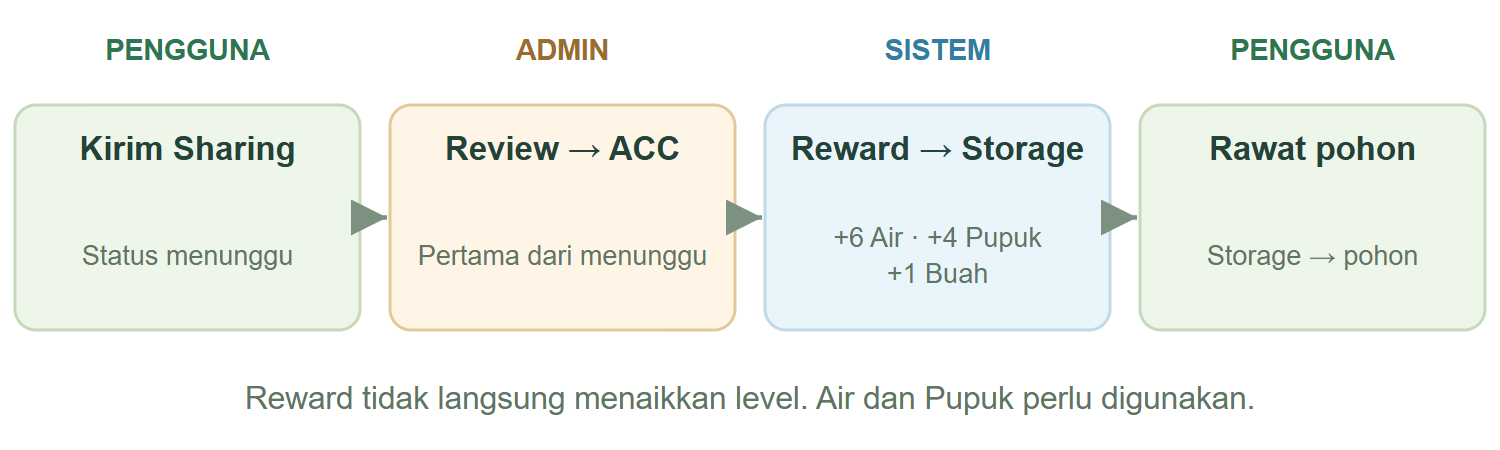 PENGGUNA
ADMIN
SISTEM
PENGGUNA
Kirim Sharing
Status menunggu
Review → ACC
Pertama dari menunggu
Reward → Storage
+6 Air · +4 Pupuk
+1 Buah
Rawat pohon
Storage → pohon
Reward tidak langsung menaikkan level. Air dan Pupuk perlu digunakan.